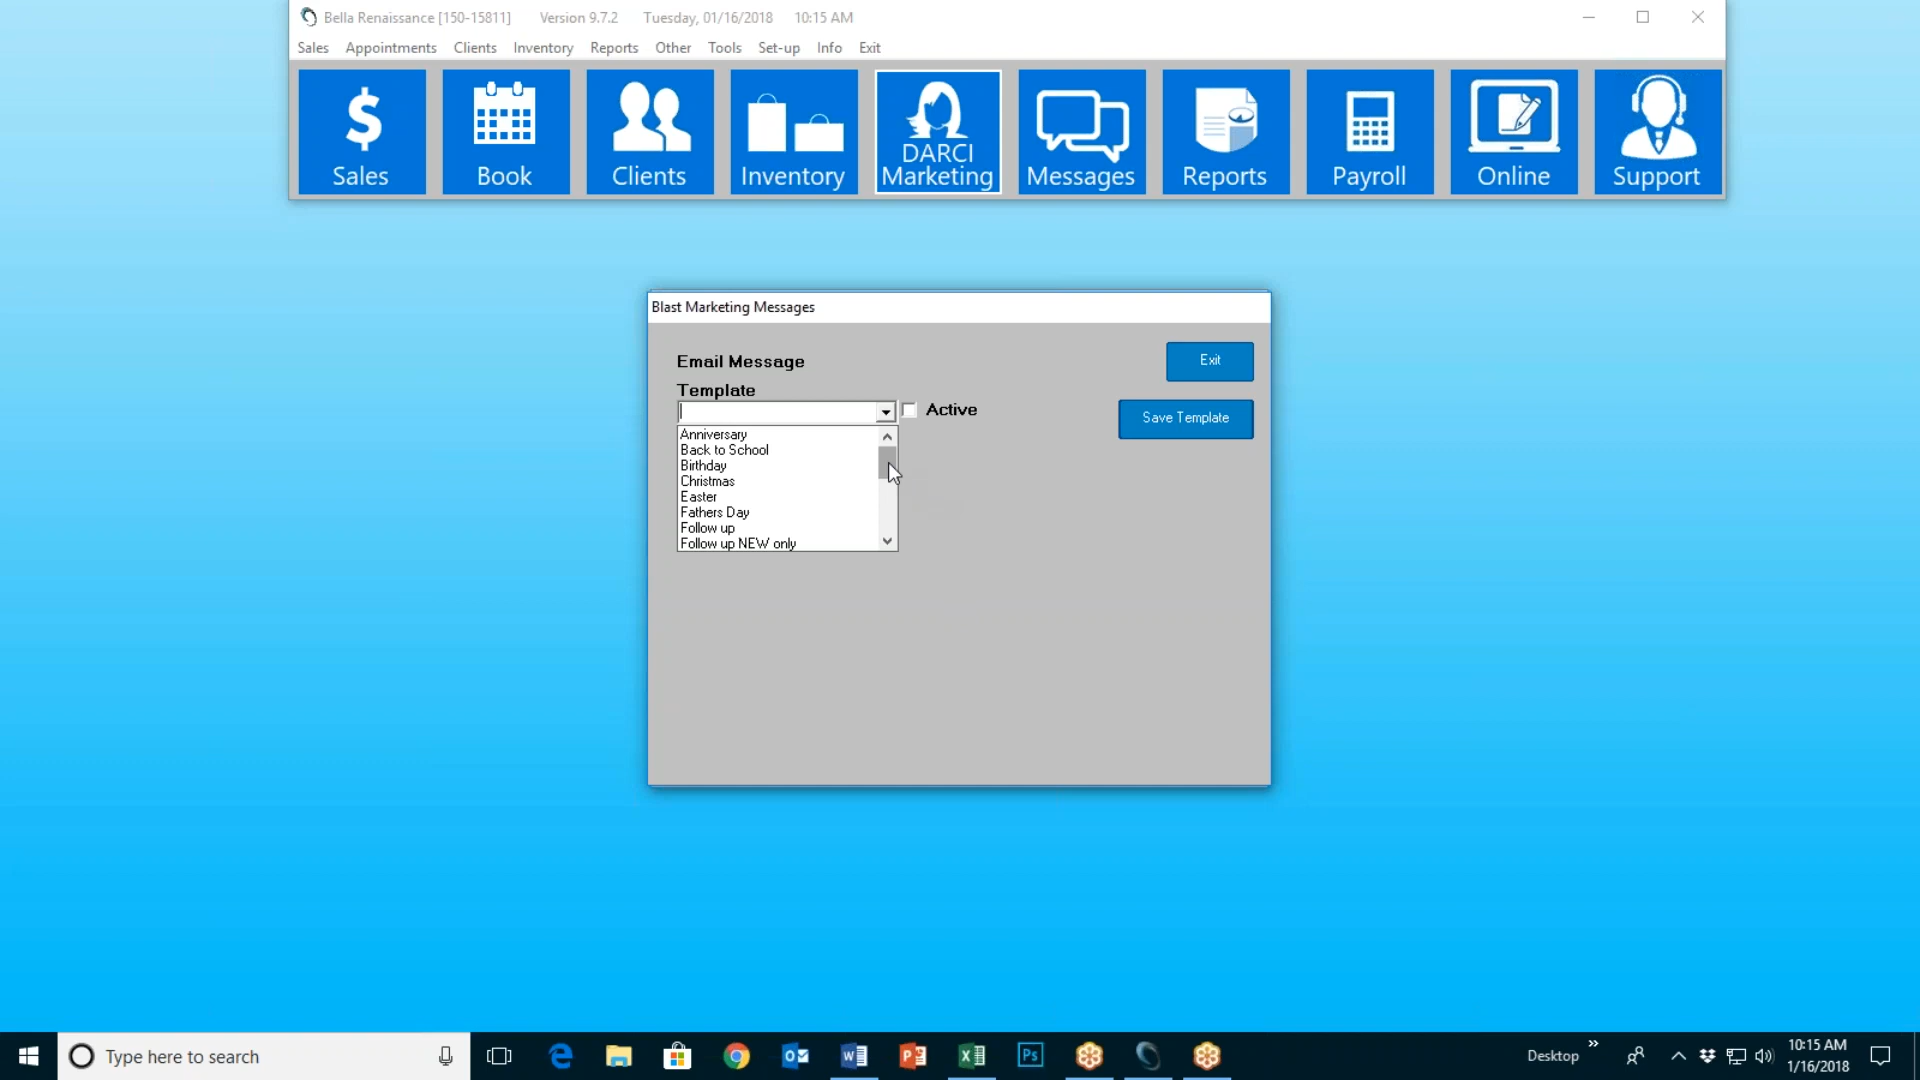 Bella Renaissance [150-15811] Version 9.7.2 Tuesday, 01/16/2018 10:15 AM
Sales Appointments Clients Inventory Reports Other Tools Set-up Info Exit
Sales
Book
Clients
Inventory
DARCI
Marketing
Messages
Reports
Payroll
Online
Support
Blast Marketing Messages
Email Message
Exit
Template
Active
Save Template
Anniversary
Back to School
Birthday
Christmas
Easter
Fathers Day
Follow up
Follow up NEW only
Type here to search
Ps
Desktop
10:15 AM
1/16/2018